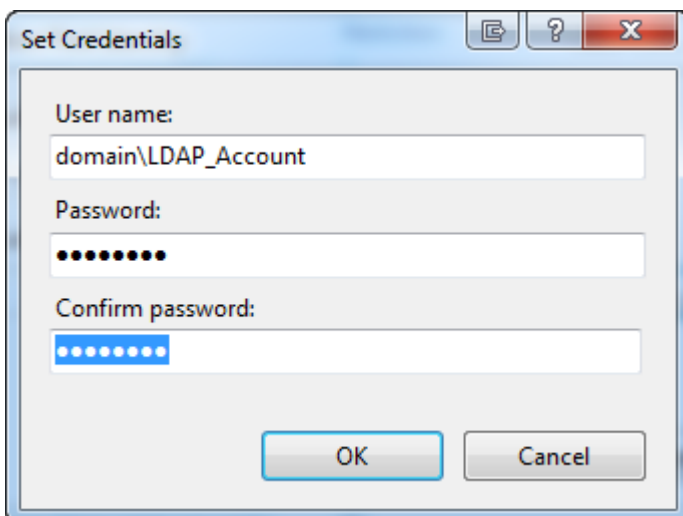 Set Credentials
?
User name:
domain\LDAP_Account
Password:
●●●●●●●●
Confirm password:
●●●●●●●●
OK Cancel